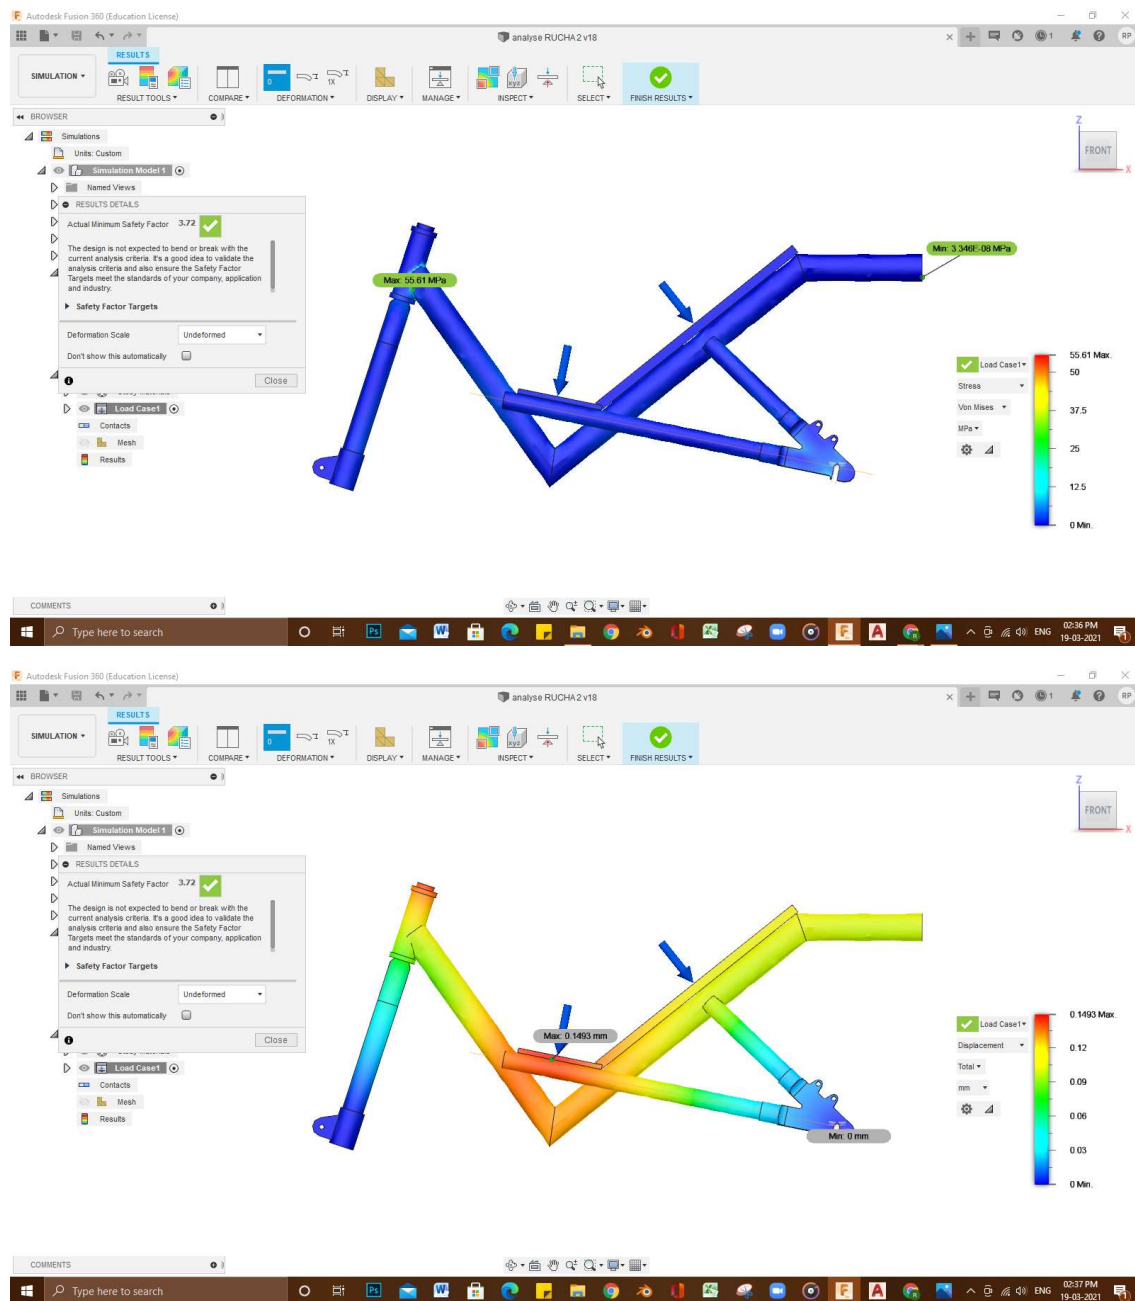 Autodesk Fusion 360 (Education License)
analyse RUCHA2 v18
1
RP
RESULTS
SIMULATION
RESULT TOOLS
COMPARE
DEFORMATION
DISPLAY
MANAGE
INSPECT
SELECT
FINISH RESULTS
BROWSER
Simulations
Units: Custom
Simulation Model 1
Named Views
RESULTS DETAILS
Actual Minimum Safety Factor 3.72
The design is not expected to bend or break with the
current analysis criteria. It's a good idea to validate the
analysis criteria and also ensure the Safety Factor
Targets meet the standards of your company, application
and industry.
Safety Factor Targets
Deformation Scale Undeformed
Don't show this automatically
Close
Load Case1
Contacts
Mesh
Results
Z
FRONT
X
Max: 55.61 MPa
Min: 3.346E-08 MPa
Load Case1
Stress
Von Mises
MPa
55.61 Max.
50
37.5
25
12.5
0 Min.
COMMENTS
Type here to search
ENG
02:36 PM
19-03-2021
Autodesk Fusion 360 (Education License)
analyse RUCHA2 v18
1
RP
RESULTS
SIMULATION
RESULT TOOLS
COMPARE
DEFORMATION
DISPLAY
MANAGE
INSPECT
SELECT
FINISH RESULTS
BROWSER
Simulations
Units: Custom
Simulation Model 1
Named Views
RESULTS DETAILS
Actual Minimum Safety Factor 3.72
The design is not expected to bend or break with the
current analysis criteria. It's a good idea to validate the
analysis criteria and also ensure the Safety Factor
Targets meet the standards of your company, application
and industry.
Safety Factor Targets
Deformation Scale Undeformed
Don't show this automatically
Close
Load Case1
Contacts
Mesh
Results
Z
FRONT
X
Max: 0.1493 mm
Min: 0 mm
Load Case1
Displacement
Total
mm
0.1493 Max.
0.12
0.09
0.06
0.03
0 Min.
COMMENTS
Type here to search
ENG
02:37 PM
19-03-2021